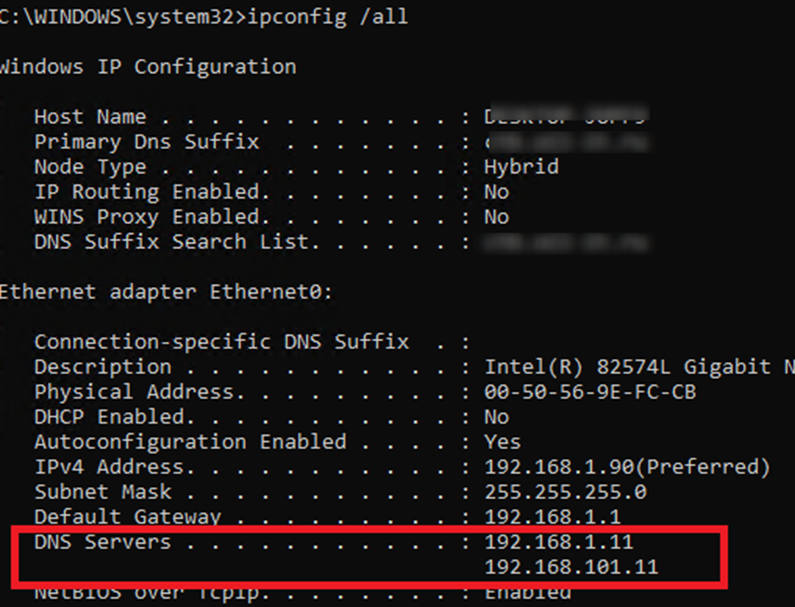 C:\WINDOWS\system32>ipconfig /all
Windows IP Configuration
Host Name . . . . . . . . . . . . :
Primary Dns Suffix . . . . . . . :
Node Type . . . . . . . . . . . . : Hybrid
IP Routing Enabled. . . . . . . . : No
WINS Proxy Enabled. . . . . . . . : No
DNS Suffix Search List. . . . . . :
Ethernet adapter Ethernet0:
Connection-specific DNS Suffix . :
Description . . . . . . . . . . . : Intel(R) 82574L Gigabit N
Physical Address. . . . . . . . . : 00-50-56-9E-FC-CB
DHCP Enabled. . . . . . . . . . . : No
Autoconfiguration Enabled . . . . : Yes
IPv4 Address. . . . . . . . . . . : 192.168.1.90(Preferred)
Subnet Mask . . . . . . . . . . . : 255.255.255.0
Default Gateway . . . . . . . . . : 192.168.1.1
DNS Servers . . . . . . . . . . . : 192.168.1.11
192.168.101.11
NetBIOS over Tcpip. . . . . . . . : Enabled